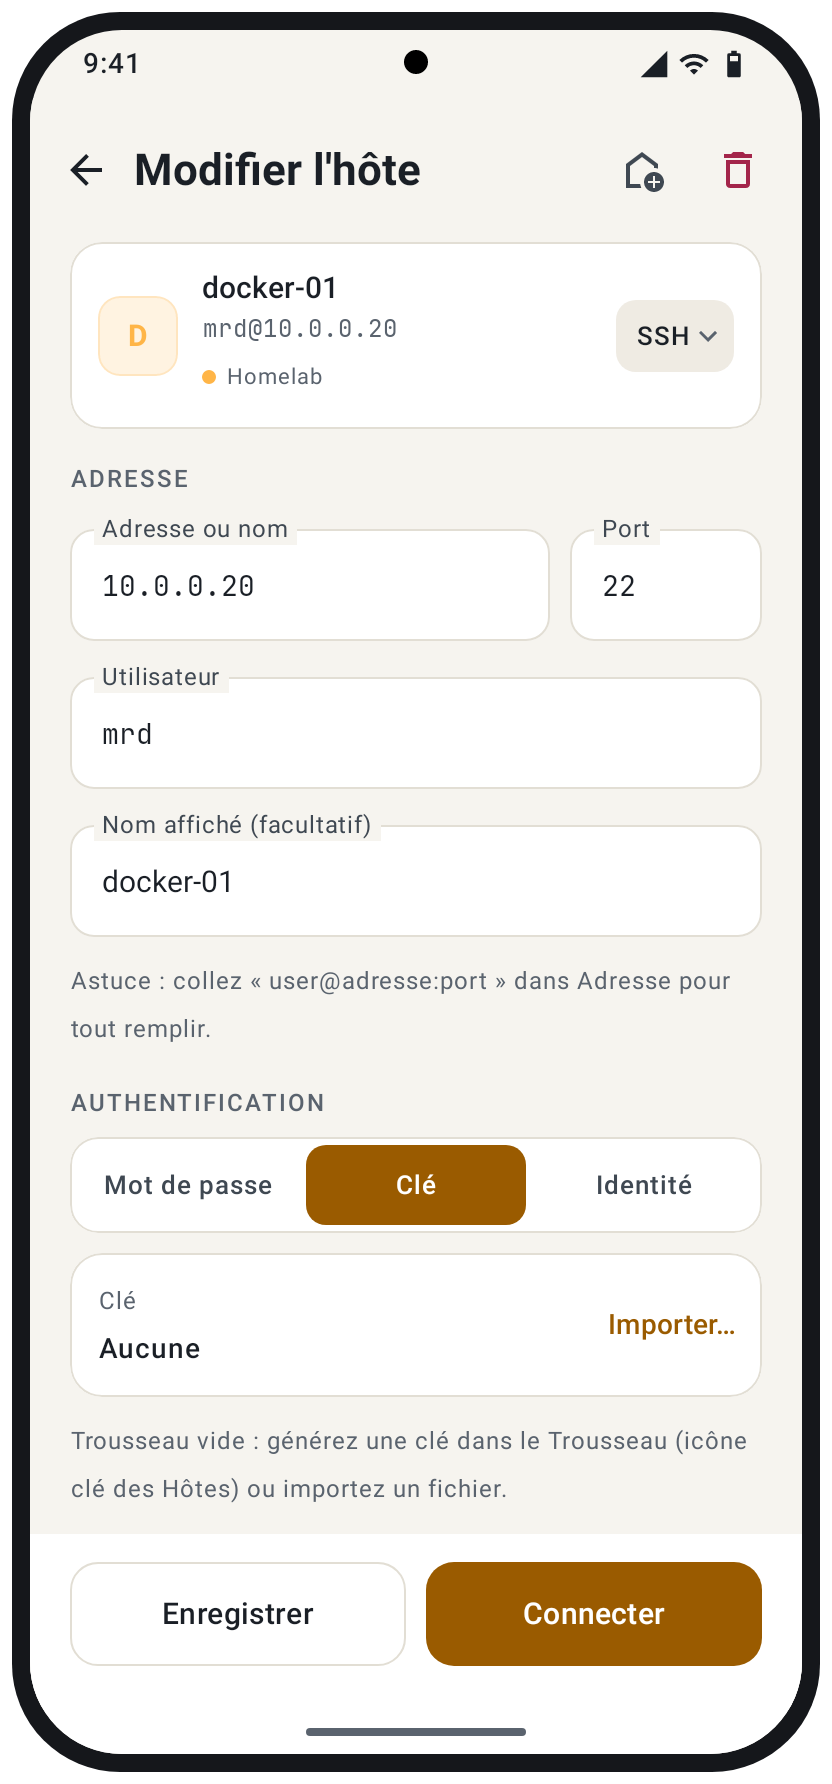 9:41
Modifier l'hôte
D
docker-01
mrd@10.0.0.20
Homelab
SSH
ADRESSE
Adresse ou nom
10.0.0.20
Port
22
Utilisateur
mrd
Nom affiché (facultatif)
docker-01
Astuce : collez « user@adresse:port » dans Adresse pour
tout remplir.
AUTHENTIFICATION
Mot de passe
Clé
Identité
Clé
Aucune
Importer…
Trousseau vide : générez une clé dans le Trousseau (icône
clé des Hôtes) ou importez un fichier.
Enregistrer
Connecter